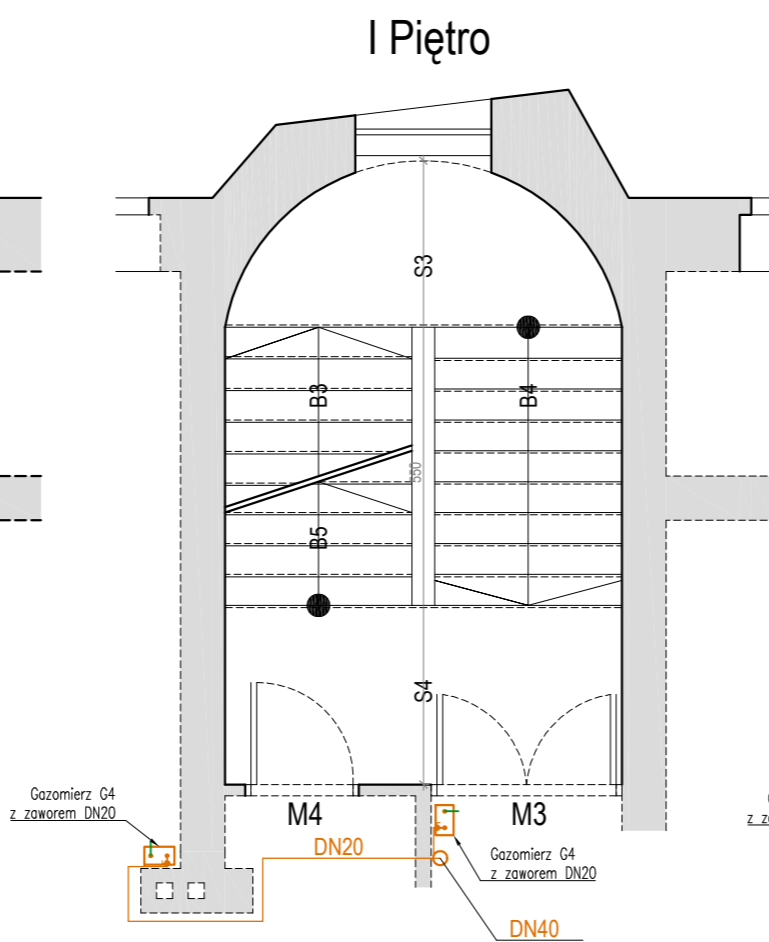 I Piętro
S3
B3
B4
550
B5
S4
Gazomierz G4
z zaworem DN20
M4
M3
DN20
Gazomierz G4
z zaworem DN20
DN40